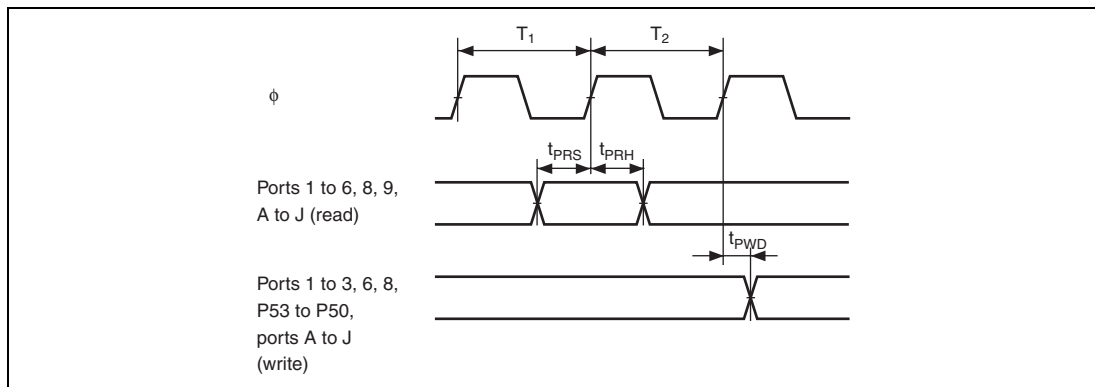 T1 T2
ϕ
tPRS tPRH
Ports 1 to 6, 8, 9,
A to J (read)
tPWD
Ports 1 to 3, 6, 8,
P53 to P50,
ports A to J
(write)